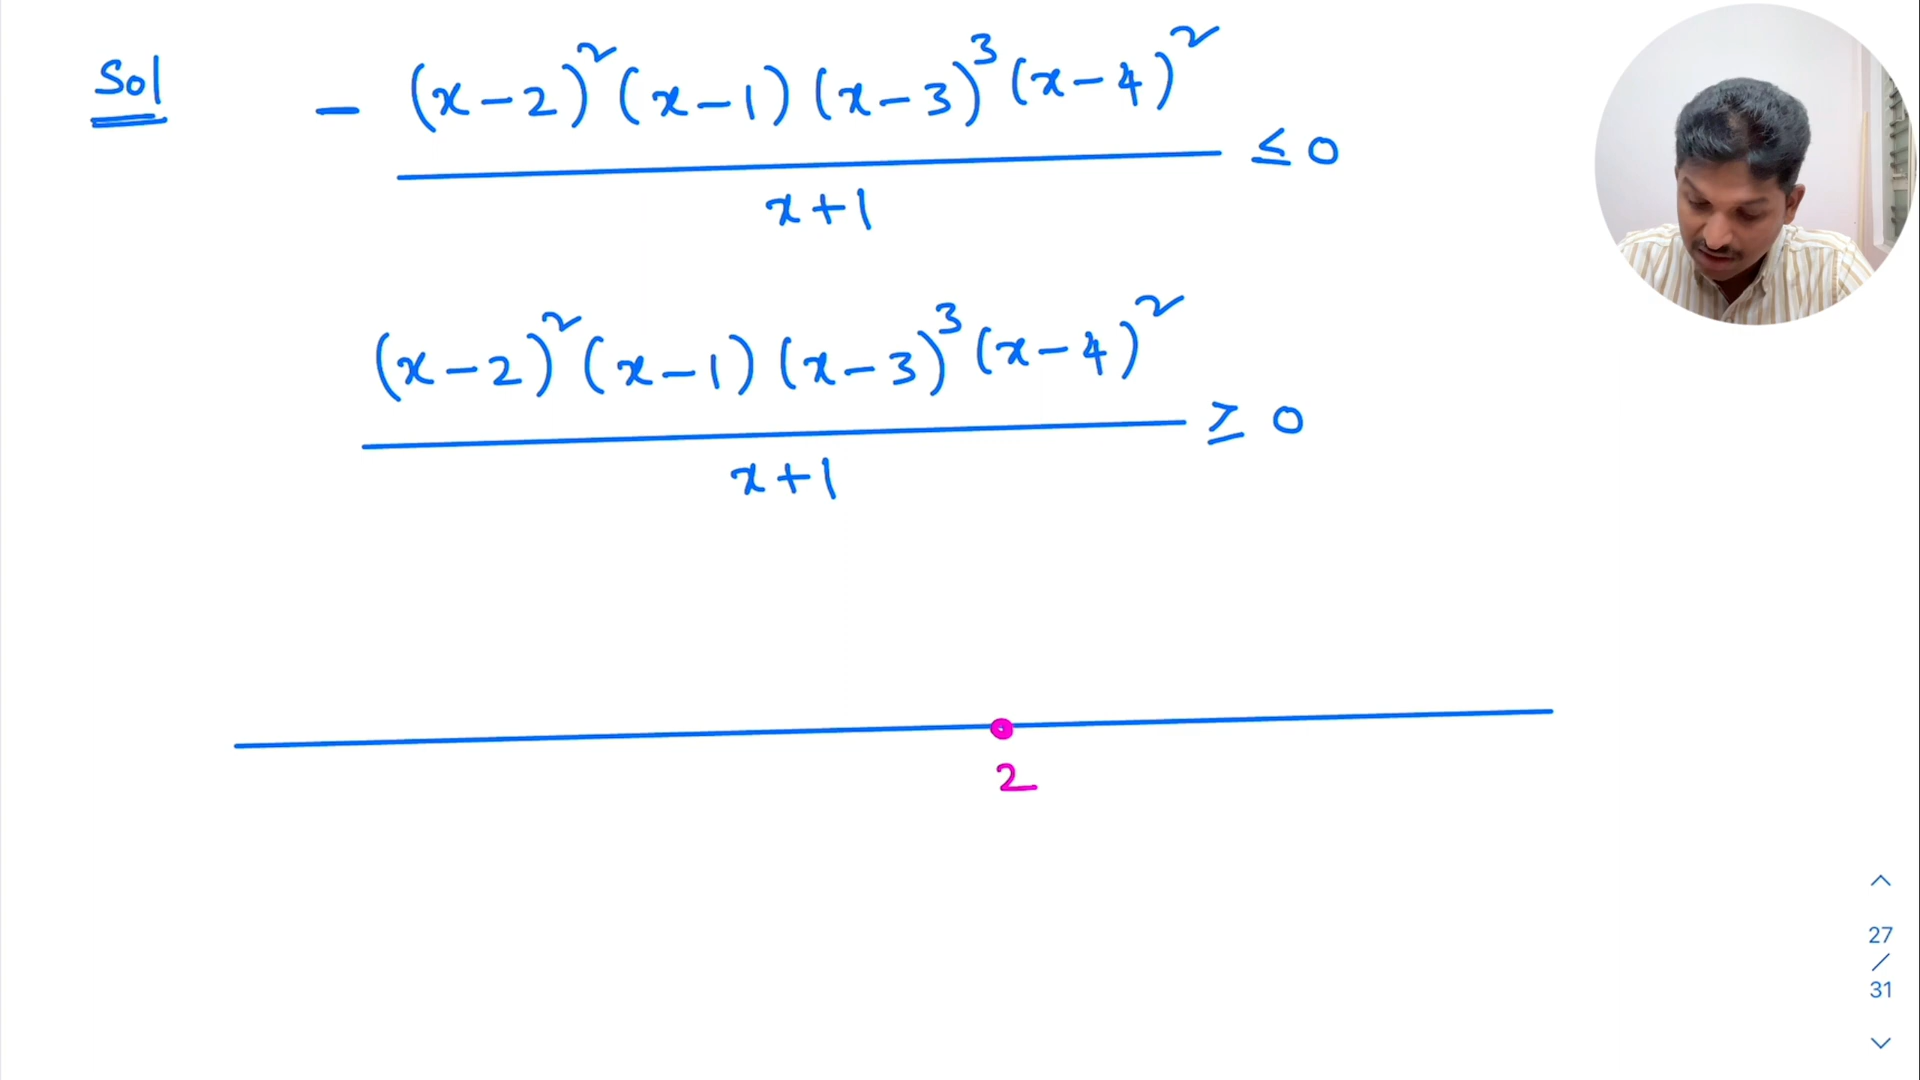 Sol
- (x-2)²(x-1)(x-3)³(x-4)²
≤ 0
x+1
(x-2)²(x-1)(x-3)³(x-4)²
≥ 0
x+1
2
27
/
31